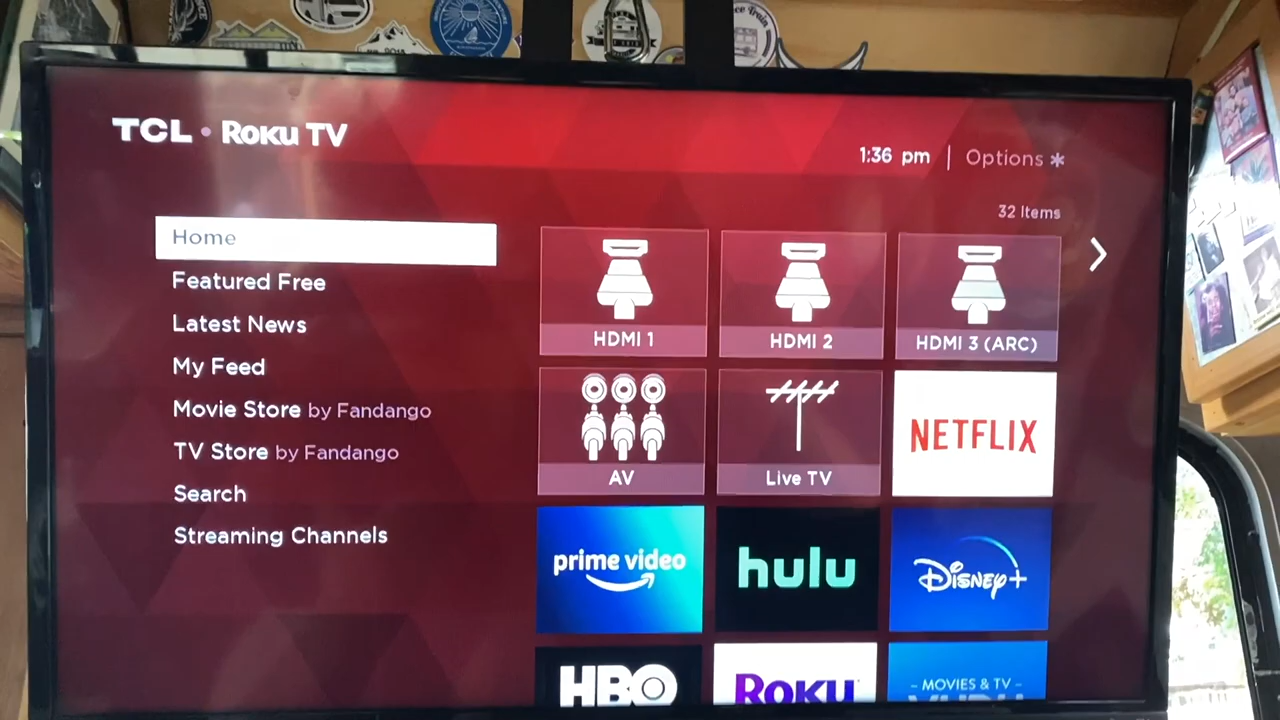 TCL • Roku TV
1:36 pm | Options *
32 Items
Home
Featured Free
Latest News
My Feed
Movie Store by Fandango
TV Store by Fandango
Search
Streaming Channels
HDMI 1
HDMI 2
HDMI 3 (ARC)
AV
Live TV
NETFLIX
prime video
hulu
Disney+
HBO
Roku
- MOVIES & TV -
VUDU